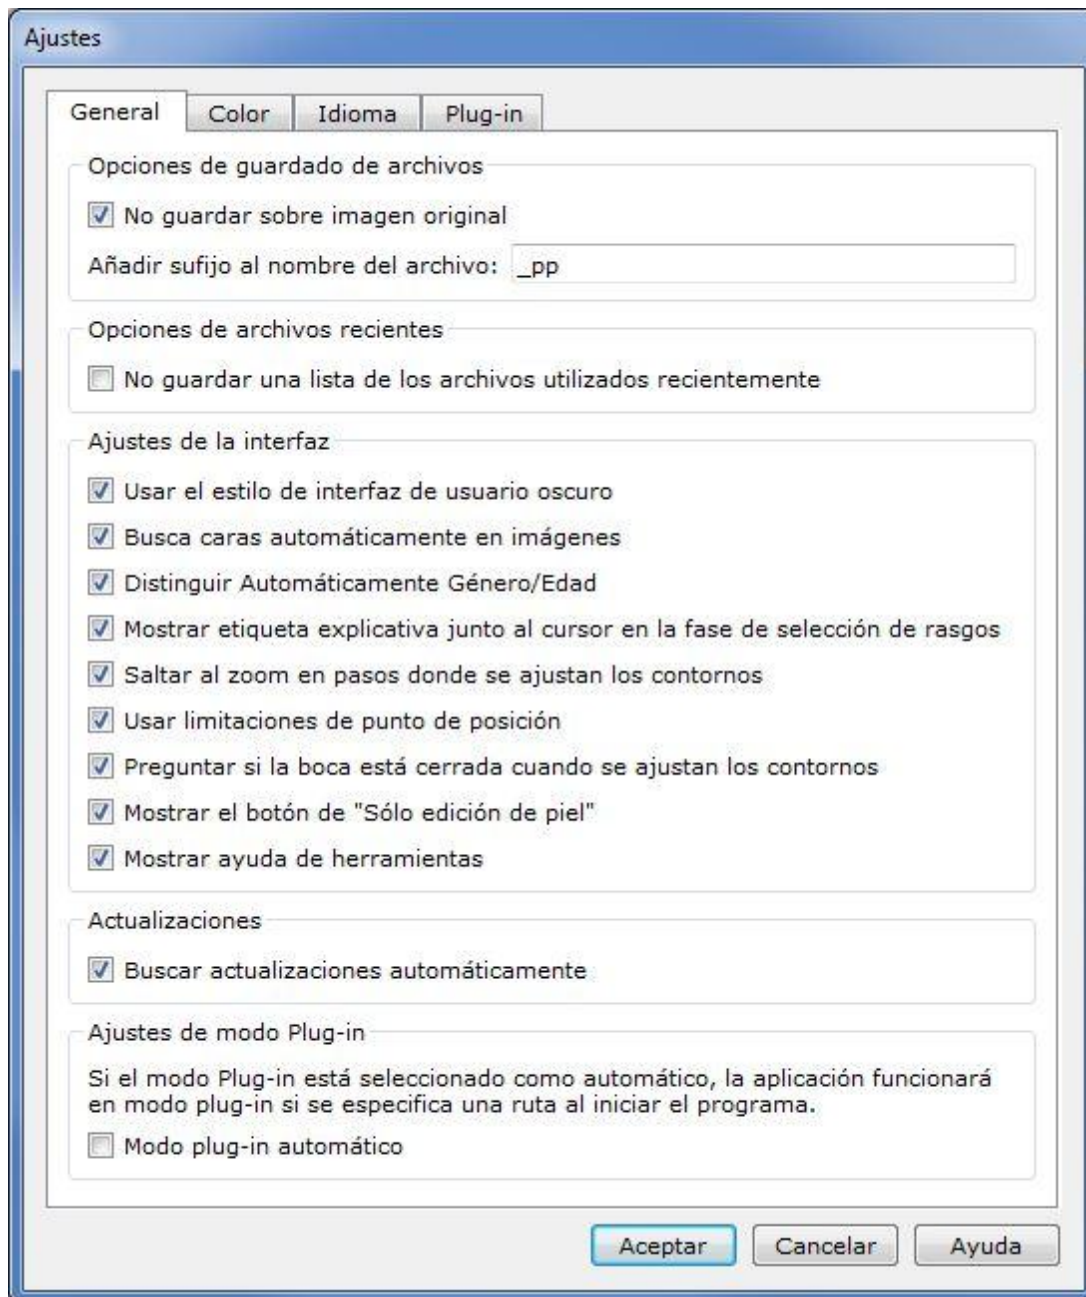 Ajustes
General Color Idioma Plug-in
Opciones de guardado de archivos
No guardar sobre imagen original
Añadir sufijo al nombre del archivo: _pp
Opciones de archivos recientes
No guardar una lista de los archivos utilizados recientemente
Ajustes de la interfaz
Usar el estilo de interfaz de usuario oscuro
Busca caras automáticamente en imágenes
Distinguir Automáticamente Género/Edad
Mostrar etiqueta explicativa junto al cursor en la fase de selección de rasgos
Saltar al zoom en pasos donde se ajustan los contornos
Usar limitaciones de punto de posición
Preguntar si la boca está cerrada cuando se ajustan los contornos
Mostrar el botón de "Sólo edición de piel"
Mostrar ayuda de herramientas
Actualizaciones
Buscar actualizaciones automáticamente
Ajustes de modo Plug-in
Si el modo Plug-in está seleccionado como automático, la aplicación funcionará
en modo plug-in si se especifica una ruta al iniciar el programa.
Modo plug-in automático
Aceptar Cancelar Ayuda